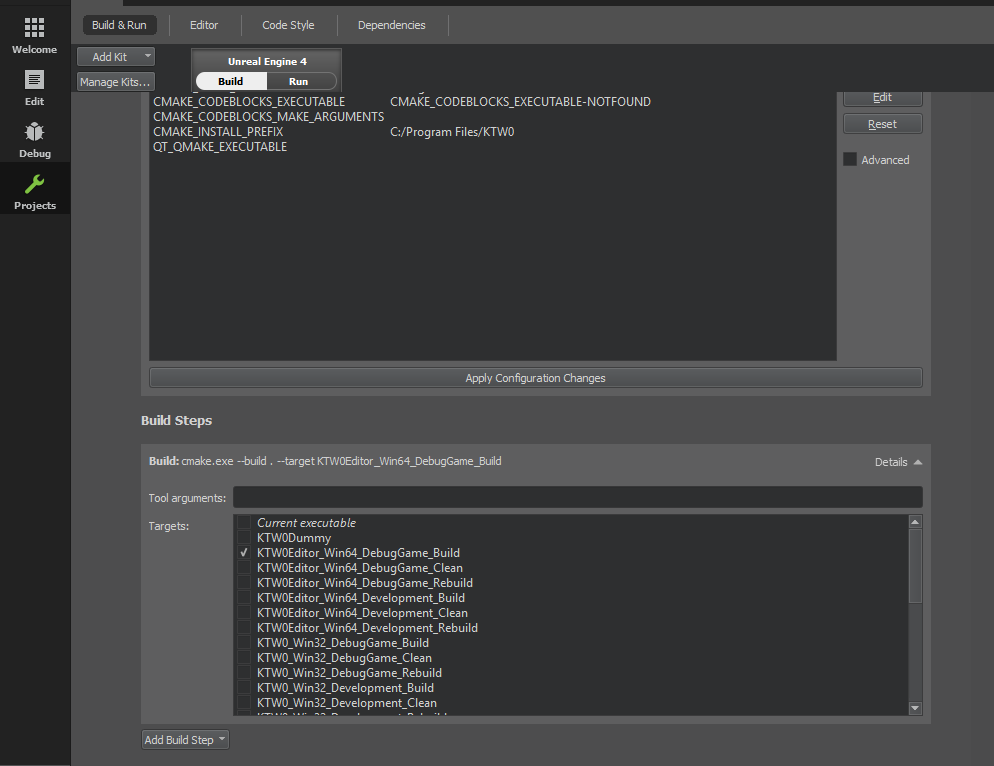 Welcome
Edit
Debug
Projects
Build & Run
Editor
Code Style
Dependencies
Add Kit
Manage Kits...
Unreal Engine 4
Build
Run
CMAKE_CODEBLOCKS_EXECUTABLE CMAKE_CODEBLOCKS_EXECUTABLE-NOTFOUND
CMAKE_CODEBLOCKS_MAKE_ARGUMENTS
CMAKE_INSTALL_PREFIX C:/Program Files/KTW0
QT_QMAKE_EXECUTABLE
Edit
Reset
Advanced
Apply Configuration Changes
Build Steps
Build: cmake.exe --build . --target KTW0Editor_Win64_DebugGame_Build
Details
Tool arguments:
Targets:
Current executable
KTW0Dummy
KTW0Editor_Win64_DebugGame_Build
KTW0Editor_Win64_DebugGame_Clean
KTW0Editor_Win64_DebugGame_Rebuild
KTW0Editor_Win64_Development_Build
KTW0Editor_Win64_Development_Clean
KTW0Editor_Win64_Development_Rebuild
KTW0_Win32_DebugGame_Build
KTW0_Win32_DebugGame_Clean
KTW0_Win32_DebugGame_Rebuild
KTW0_Win32_Development_Build
KTW0_Win32_Development_Clean
Add Build Step